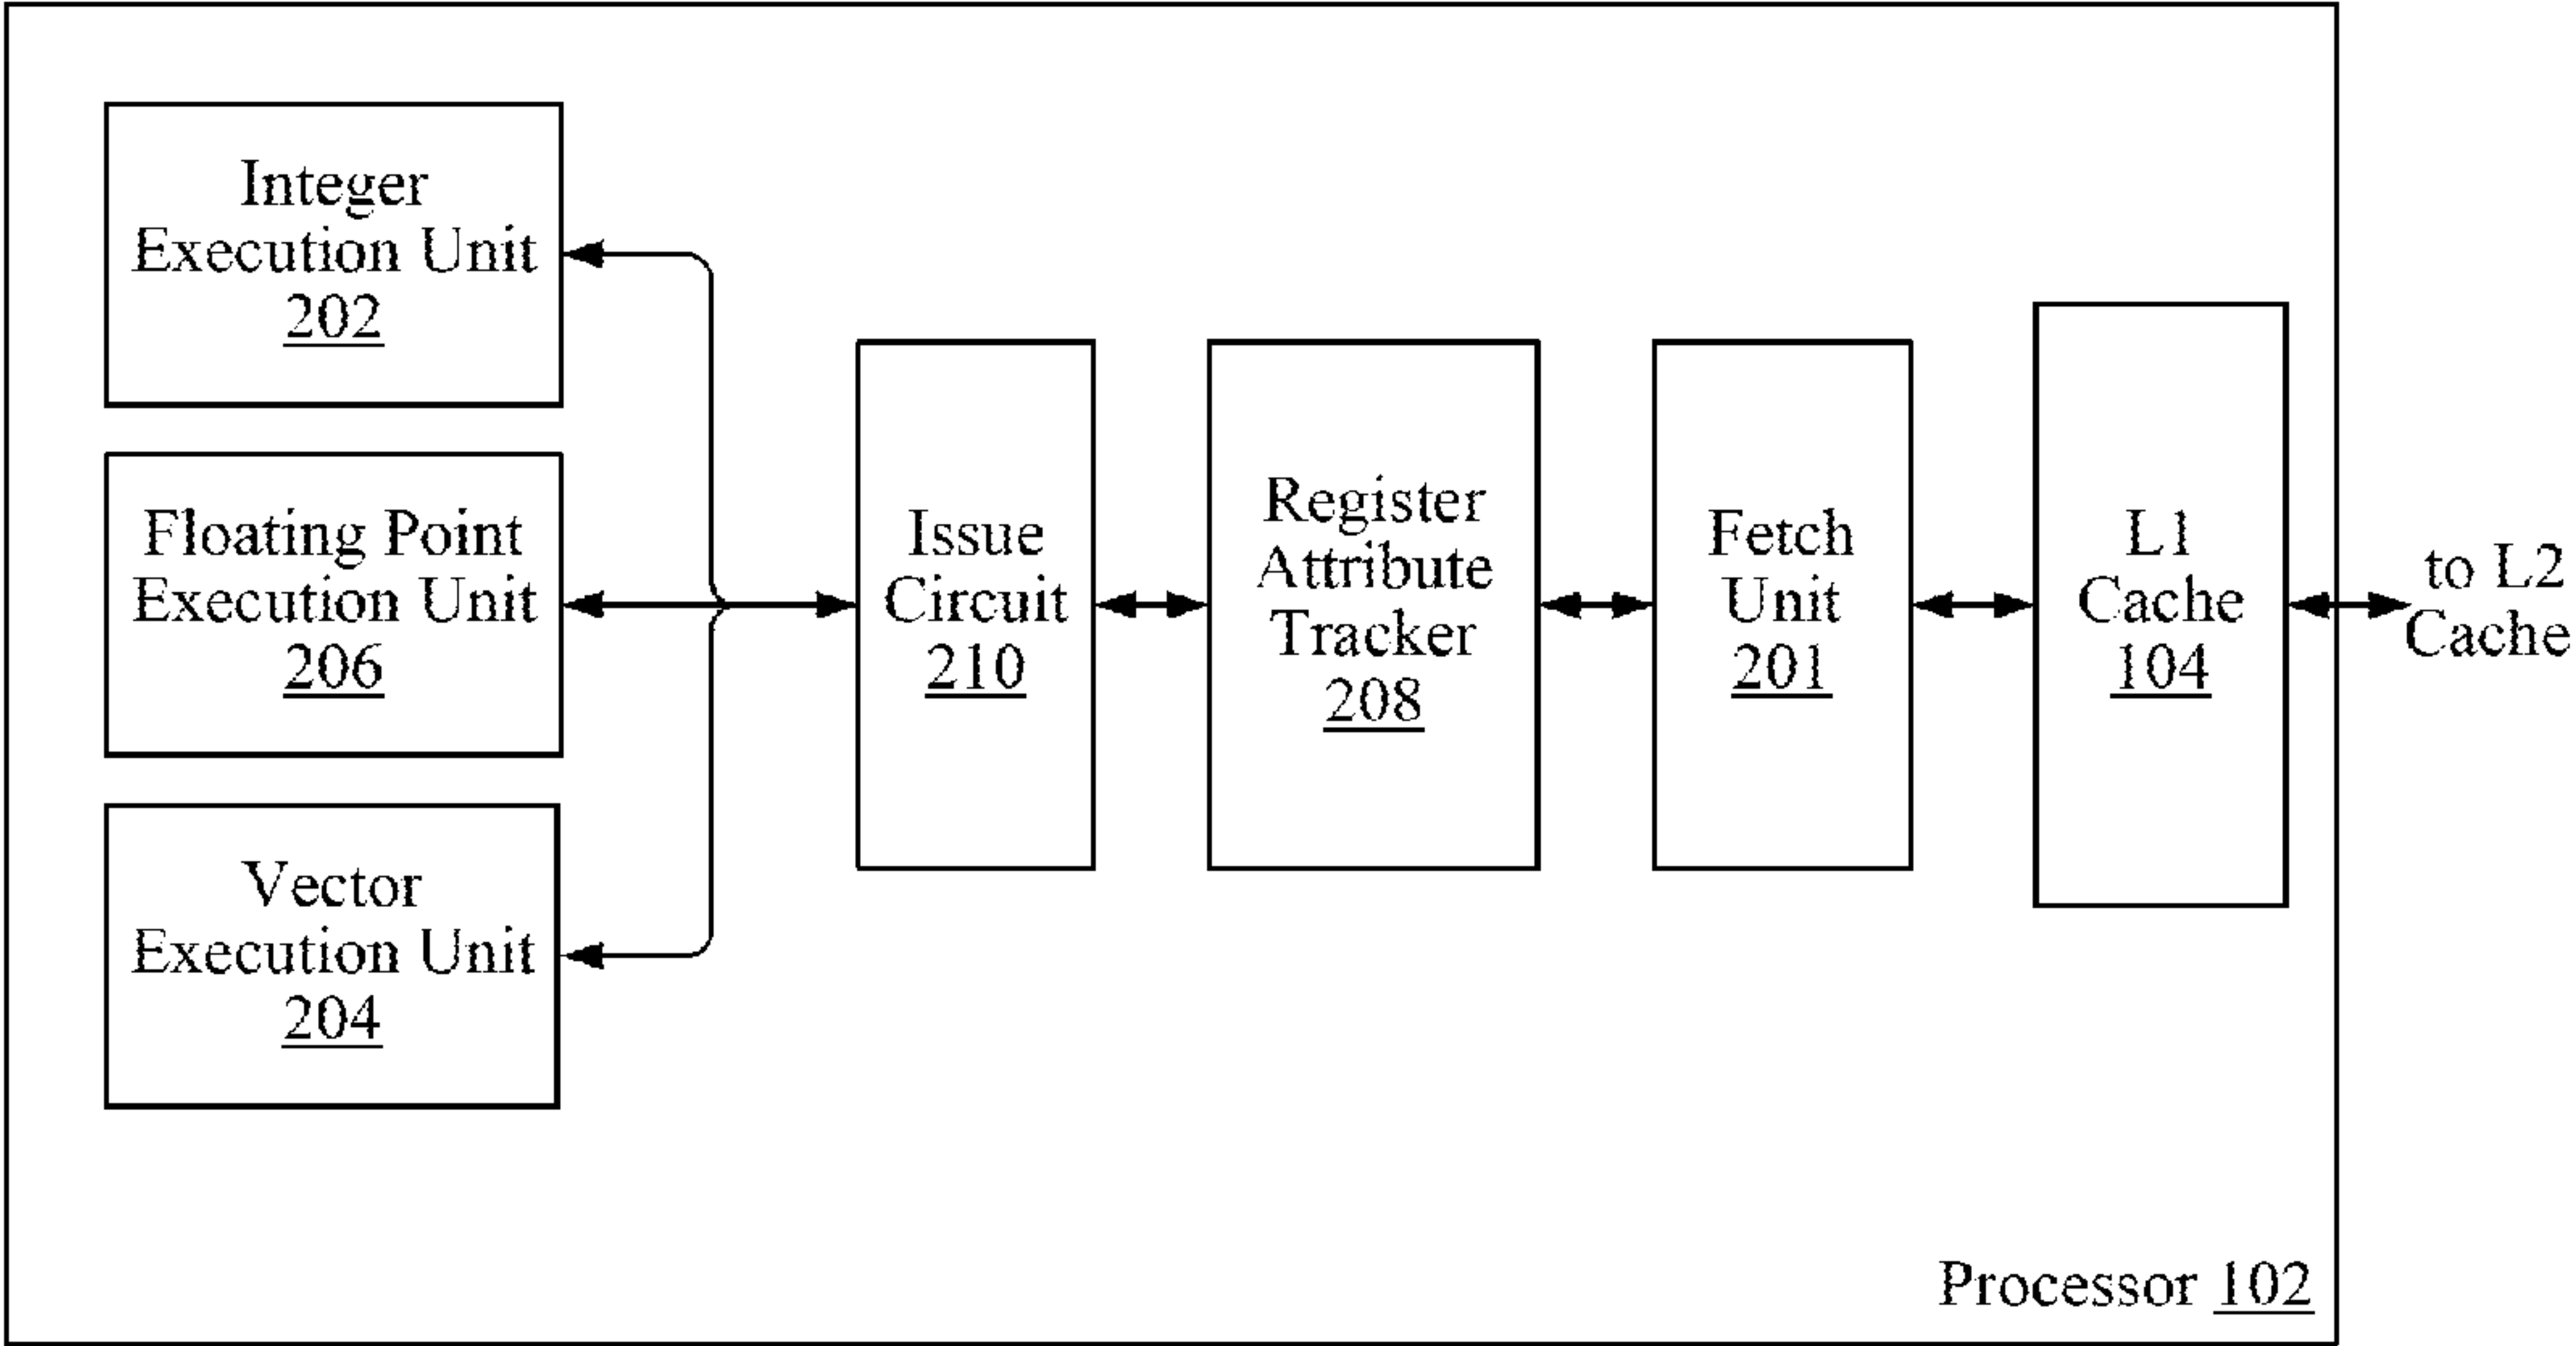 Integer
Execution Unit
202
Floating Point
Execution Unit
206
Vector
Execution Unit
204
Issue
Circuit
210
Register
Attribute
Tracker
208
Fetch
Unit
201
L1
Cache
104
to L2
Cache
Processor 102